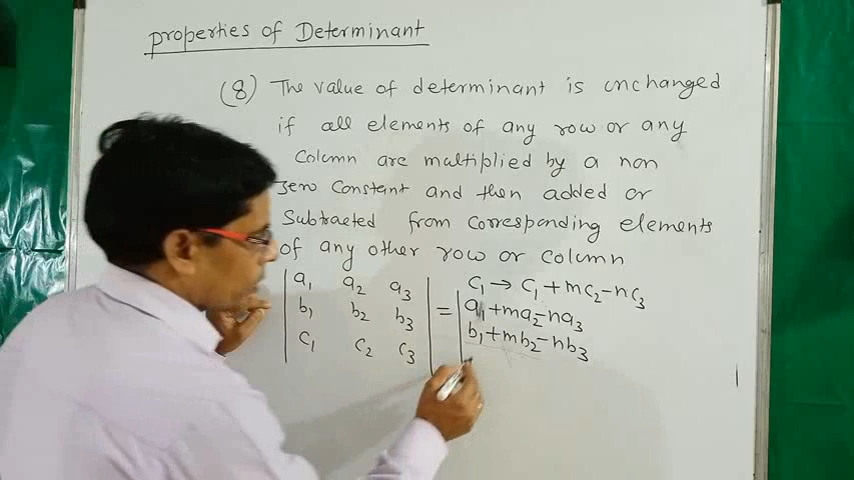 properties of Determinant
(8) The value of determinant is unchanged
if all elements of any row or any
Column are multiplied by a non
zero Constant and then added or
Subtracted from corresponding elements
of any other row or column
C₁ → C₁ + mC₂ - nC₃
| a₁ a₂ a₃ | = | a₁ + ma₂ - na₃
| b₁ b₂ b₃ | | b₁ + mb₂ - nb₃ |
| c₁ c₂ c₃ | |